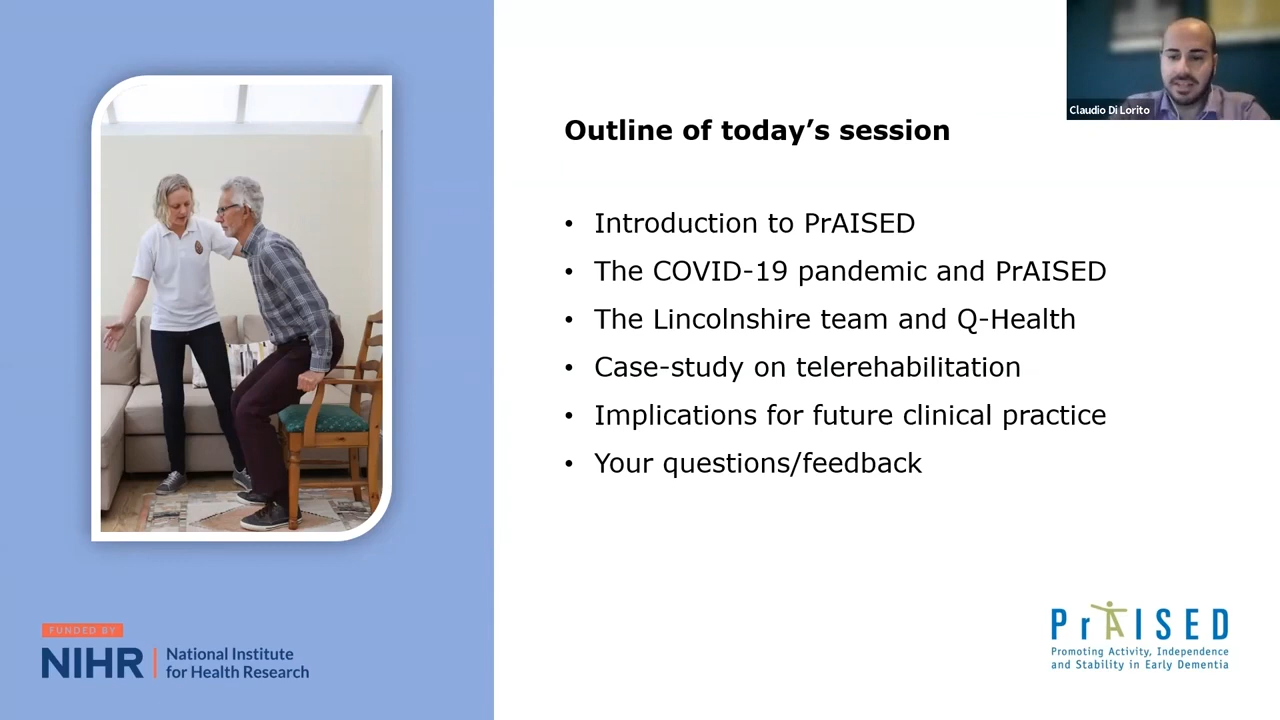 Claudio Di Lorito
Outline of today’s session
• Introduction to PrAISED
• The COVID-19 pandemic and PrAISED
• The Lincolnshire team and Q-Health
• Case-study on telerehabilitation
• Implications for future clinical practice
• Your questions/feedback
FUNDED BY
NIHR | National Institute
for Health Research
PrAISED
Promoting Activity, Independence
and Stability in Early Dementia